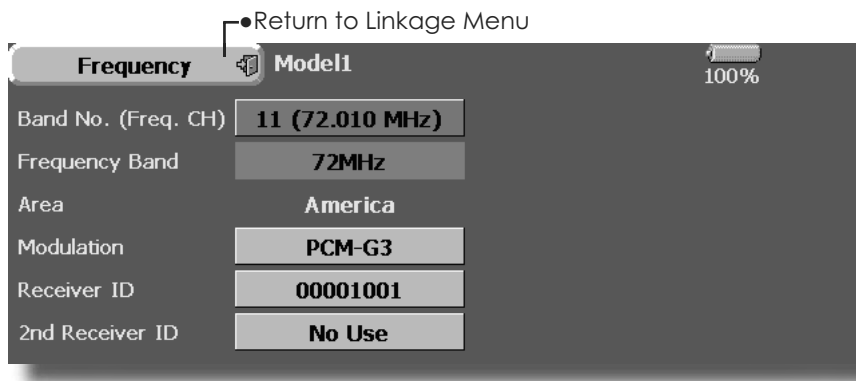 ●Return to Linkage Menu
Frequency Model1 100%
Band No. (Freq. CH) 11 (72.010 MHz)
Frequency Band 72MHz
Area America
Modulation PCM-G3
Receiver ID 00001001
2nd Receiver ID No Use